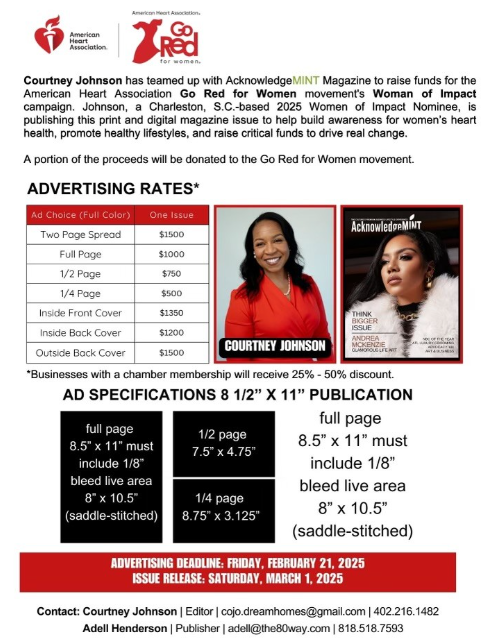 American Heart Association.
American
Heart
Association.
Go
Red
for women.
Courtney Johnson has teamed up with AcknowledgeMINT Magazine to raise funds for the
American Heart Association Go Red for Women movement's Woman of Impact
campaign. Johnson, a Charleston, S.C.-based 2025 Women of Impact Nominee, is
publishing this print and digital magazine issue to help build awareness for women's heart
health, promote healthy lifestyles, and raise critical funds to drive real change.
A portion of the proceeds will be donated to the Go Red for Women movement.
ADVERTISING RATES*
Ad Choice (Full Color) One Issue
Two Page Spread $1500
Full Page $1000
1/2 Page $750
1/4 Page $500
Inside Front Cover $1350
Inside Back Cover $1200
Outside Back Cover $1500
COURTNEY JOHNSON
AcknowledgeMINT
THINK
BIGGER
ISSUE
ANDREA
MCKENZIE
GLAMOROUS LIFE ART
*Businesses with a chamber membership will receive 25% - 50% discount.
AD SPECIFICATIONS 8 1/2” X 11” PUBLICATION
full page
8.5” x 11” must
include 1/8”
bleed live area
8” x 10.5”
(saddle-stitched)
1/2 page
7.5” x 4.75”
1/4 page
8.75” x 3.125”
full page
8.5” x 11” must
include 1/8”
bleed live area
8” x 10.5”
(saddle-stitched)
ADVERTISING DEADLINE: FRIDAY, FEBRUARY 21, 2025
ISSUE RELEASE: SATURDAY, MARCH 1, 2025
Contact: Courtney Johnson | Editor | cojo.dreamhomes@gmail.com | 402.216.1482
Adell Henderson | Publisher | adell@the80way.com | 818.518.7593